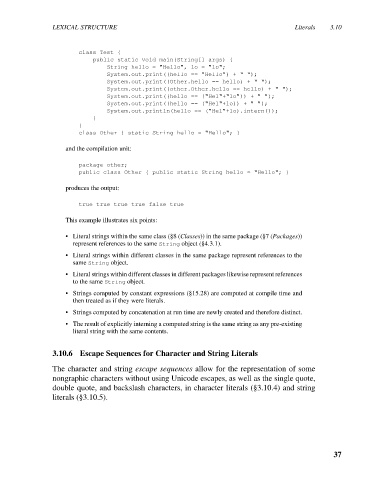 LEXICAL STRUCTURE Literals 3.10
class Test {
public static void main(String[] args) {
String hello = "Hello", lo = "lo";
System.out.print((hello == "Hello") + " ");
System.out.print((Other.hello == hello) + " ");
System.out.print((other.Other.hello == hello) + " ");
System.out.print((hello == ("Hel"+"lo")) + " ");
System.out.print((hello == ("Hel"+lo)) + " ");
System.out.println(hello == ("Hel"+lo).intern());
}
}
class Other { static String hello = "Hello"; }
and the compilation unit:
package other;
public class Other { public static String hello = "Hello"; }
produces the output:
true true true true false true
This example illustrates six points:
• Literal strings within the same class (§8 (Classes)) in the same package (§7 (Packages))
represent references to the same String object (§4.3.1).
• Literal strings within different classes in the same package represent references to the
same String object.
• Literal strings within different classes in different packages likewise represent references
to the same String object.
• Strings computed by constant expressions (§15.28) are computed at compile time and
then treated as if they were literals.
• Strings computed by concatenation at run time are newly created and therefore distinct.
• The result of explicitly interning a computed string is the same string as any pre-existing
literal string with the same contents.
3.10.6 Escape Sequences for Character and String Literals
The character and string escape sequences allow for the representation of some
nongraphic characters without using Unicode escapes, as well as the single quote,
double quote, and backslash characters, in character literals (§3.10.4) and string
literals (§3.10.5).
37